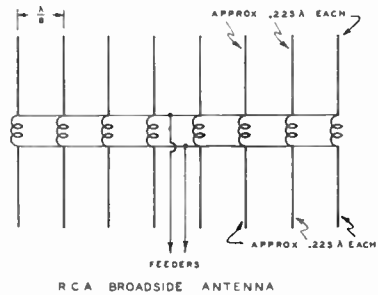 λ
8
APPROX .225 λ EACH
APPROX .225 λ EACH
FEEDERS
RCA BROADSIDE ANTENNA